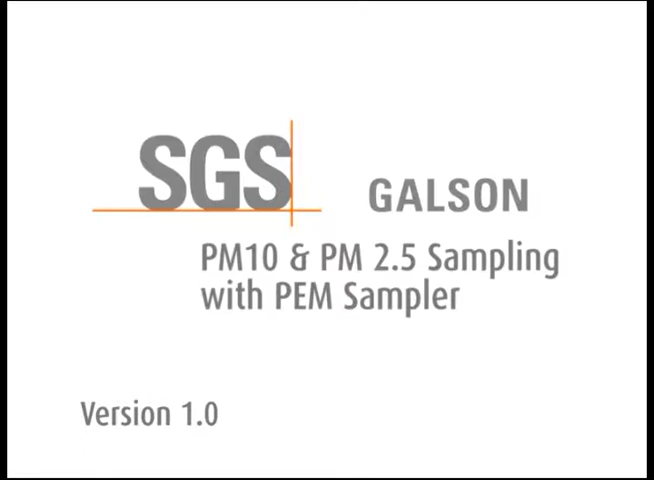 SGS GALSON
PM10 & PM 2.5 Sampling
with PEM Sampler
Version 1.0